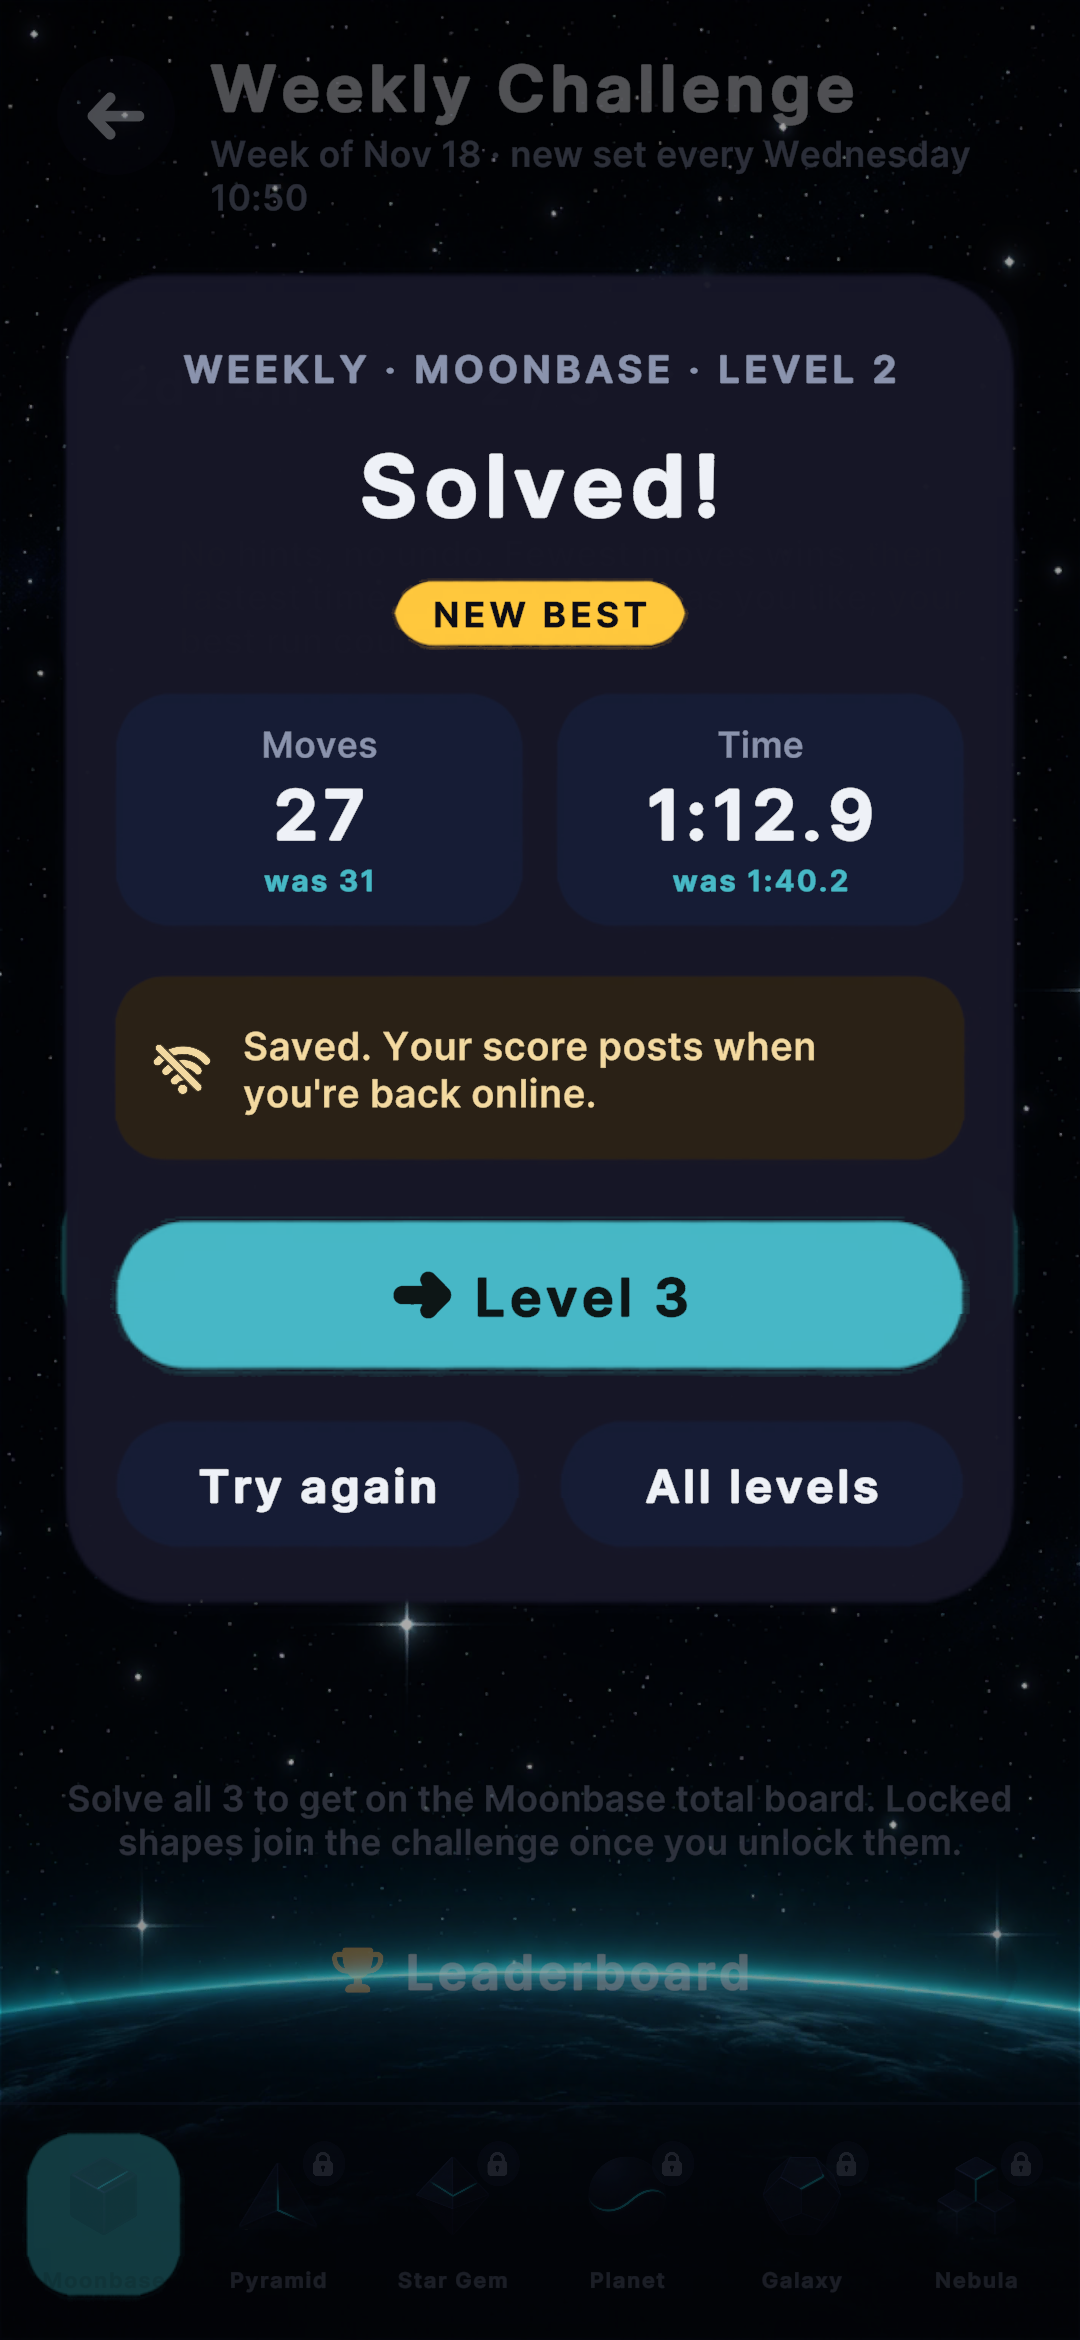 Weekly Challenge
Week of Nov 18 · new set every Wednesday
10:50
WEEKLY · MOONBASE · LEVEL 2
Solved!
NEW BEST
Moves
27
was 31
Time
1:12.9
was 1:40.2
Saved. Your score posts when
you're back online.
Level 3
Try again
All levels
Solve all 3 to get on the Moonbase total board. Locked
shapes join the challenge once you unlock them.
Leaderboard
Moonbase
Pyramid
Star Gem
Planet
Galaxy
Nebula